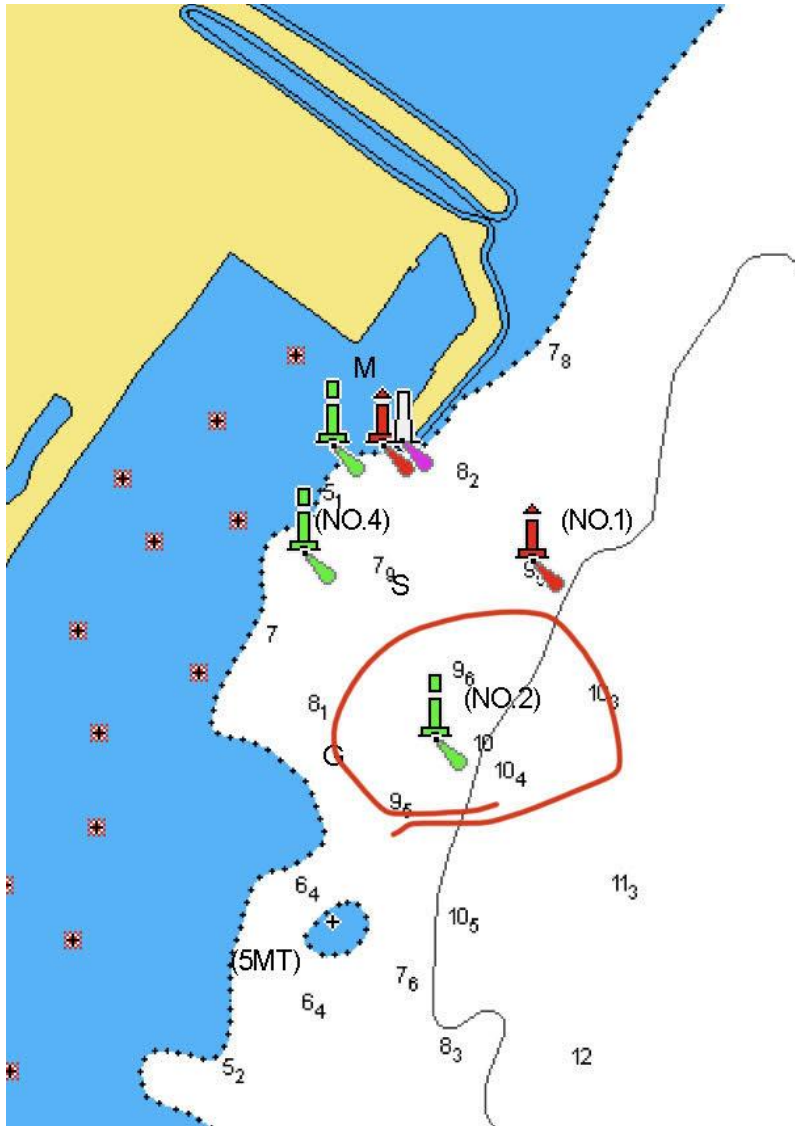 7₈
M
8₂
5₁
(NO.4)
(NO.1)
7₉
S
7
9₆
(NO.2)
10₃
8₁
10
G
10₄
9₅
6₄
11₃
10₅
(5MT)
7₆
6₄
8₃
12
5₂